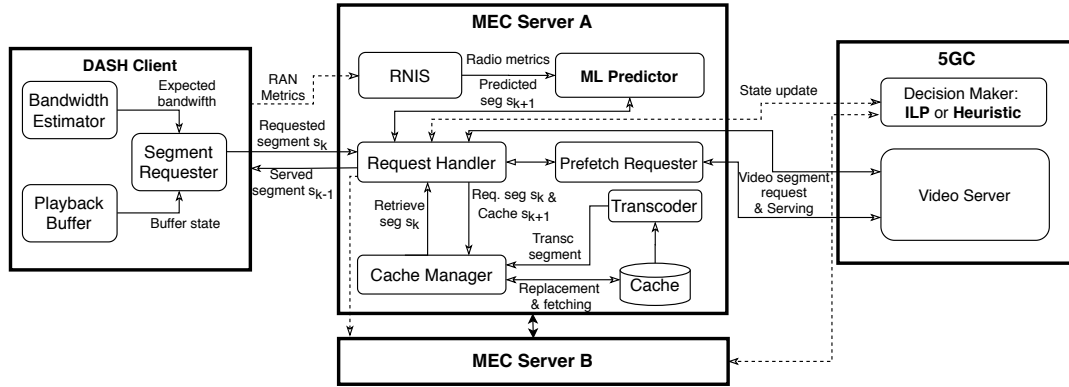 MEC Server A
DASH Client
Bandwidth
Estimator
Expected
bandwifth
Segment
Requester
Playback
Buffer
Buffer state
RAN
Metrics
Requested
segment sk
Served
segment sk-1
RNIS
Radio metrics
Predicted
seg sk+1
ML Predictor
Request Handler
Prefetch Requester
Retrieve
seg sk
Req. seg sk &
Cache sk+1
Transcoder
Transc
segment
Cache Manager
Replacement
& fetching
Cache
MEC Server B
5GC
State update
Decision Maker:
ILP or Heuristic
Video segment
request
& Serving
Video Server